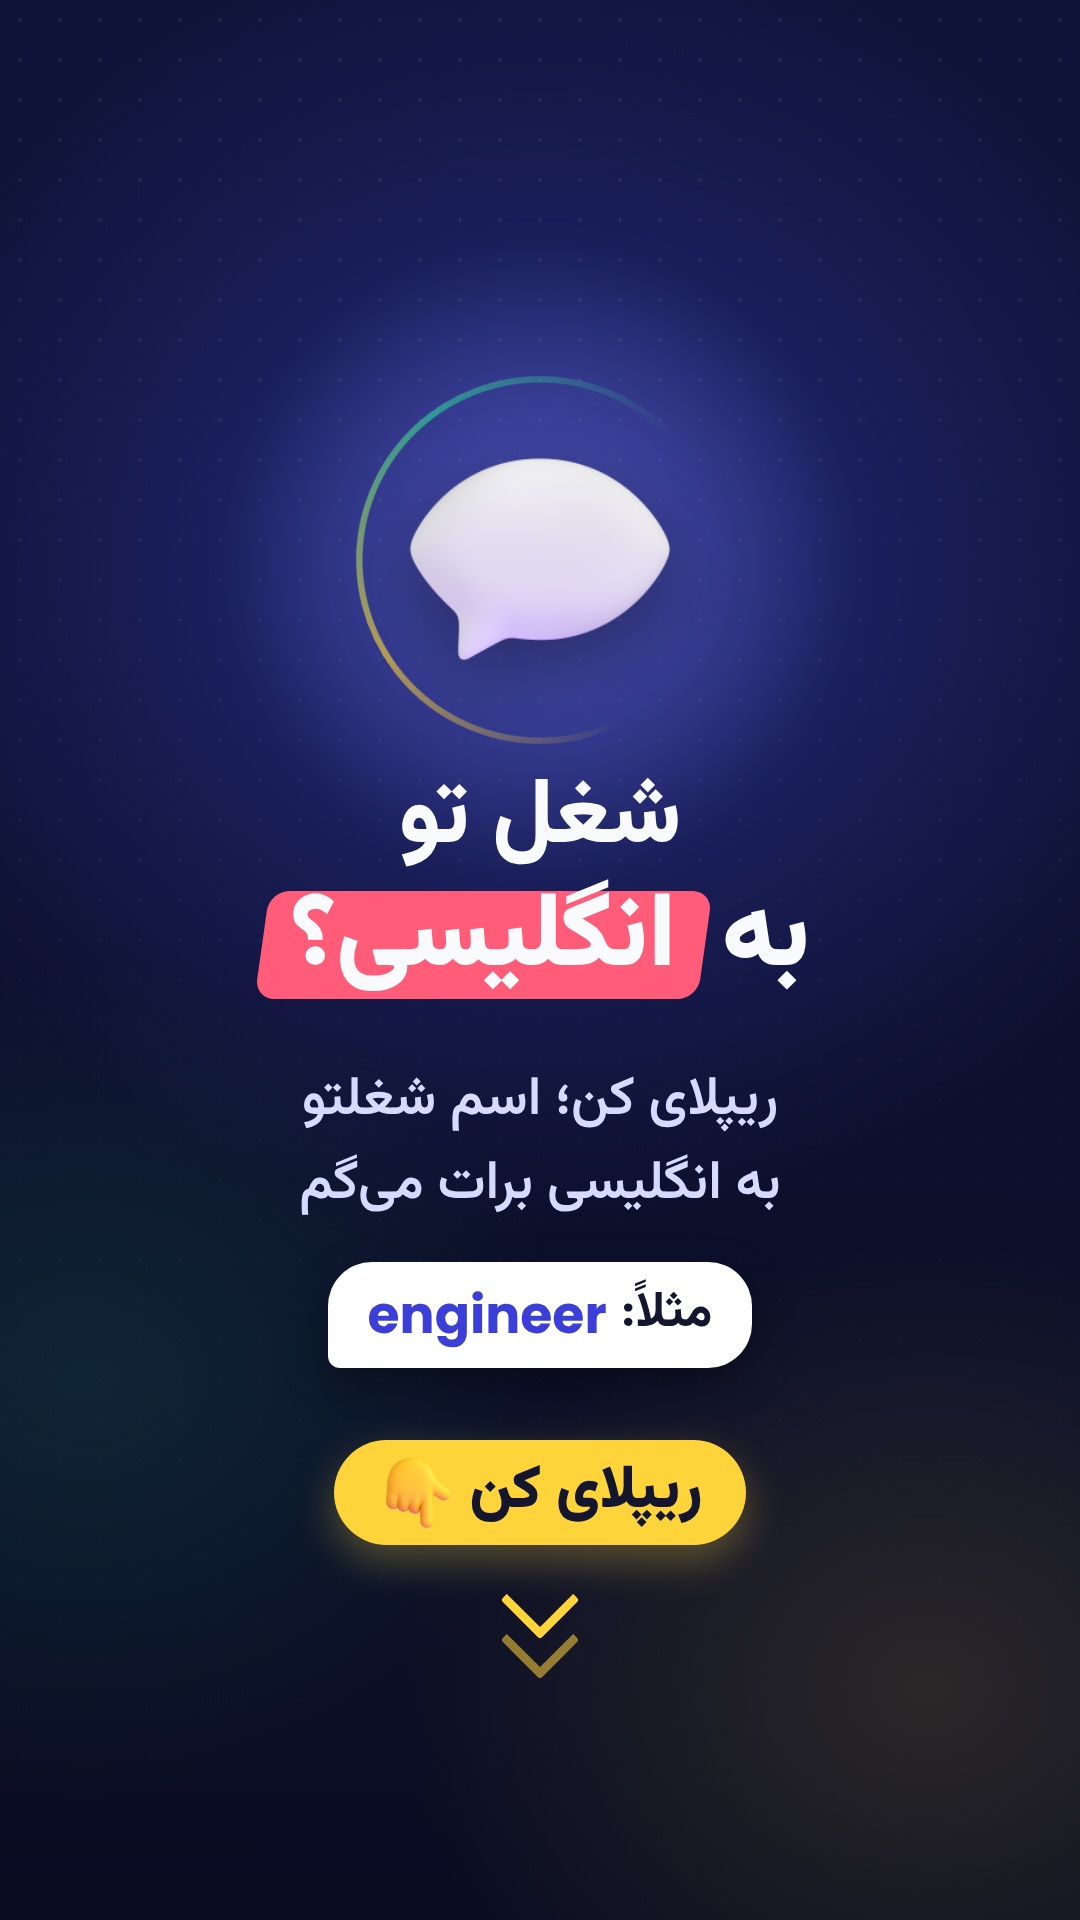 شغل تو
به انگلیسی؟
ریپلای کن؛ اسم شغلتو
به انگلیسی برات می‌گم
مثلاً: engineer
ریپلای کن 👇